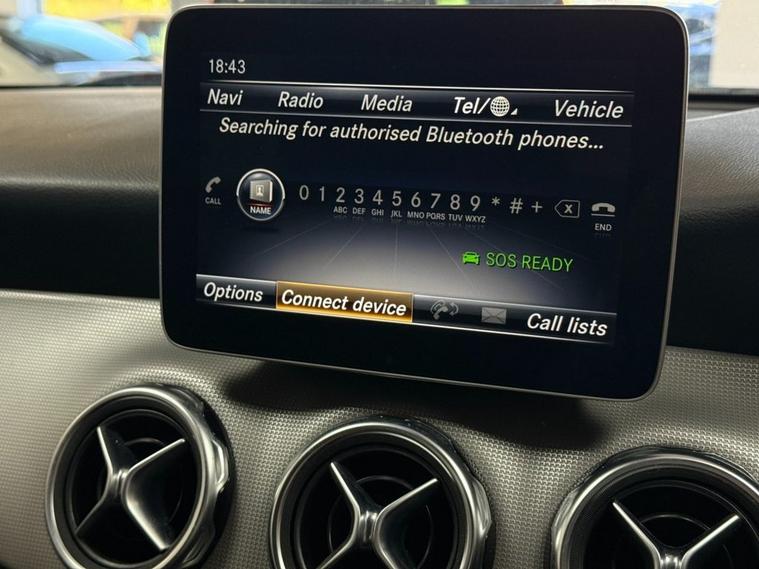 18:43
Navi Radio Media Tel/ Vehicle
Searching for authorised Bluetooth phones...
CALL NAME 0 1 2 3 4 5 6 7 8 9 * # + END
ABC DEF GHI JKL MNO PQRS TUV WXYZ
SOS READY
Options Connect device Call lists